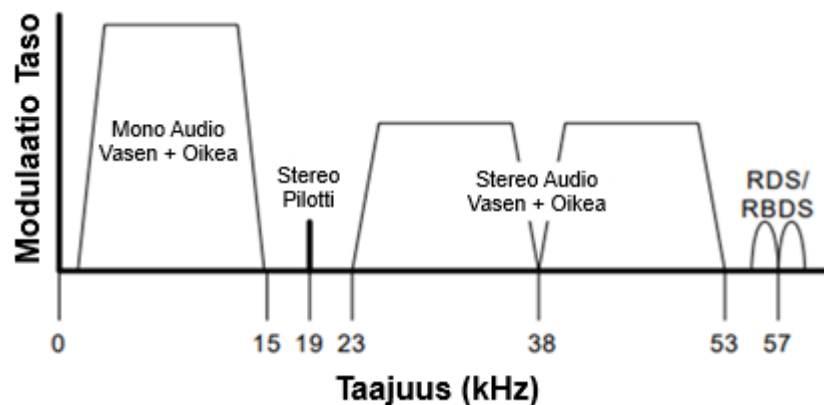 Modulaatio Taso
Mono Audio
Vasen + Oikea
Stereo
Pilotti
Stereo Audio
Vasen + Oikea
RDS/
RBDS
0 15 19 23 38 53 57
Taajuus (kHz)